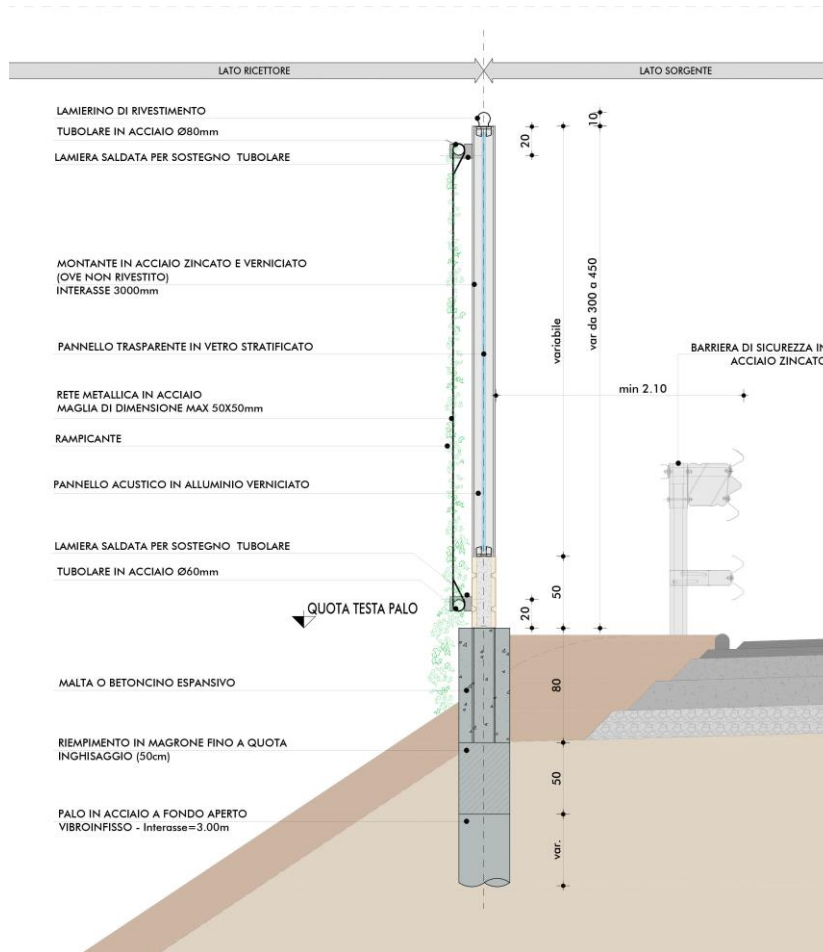 LATO RICETTORE
LATO SORGENTE
LAMIERINO DI RIVESTIMENTO
TUBOLARE IN ACCIAIO Ø80mm
LAMIERA SALDATA PER SOSTEGNO TUBOLARE
10
20
MONTANTE IN ACCIAIO ZINCATO E VERNICIATO
(OVE NON RIVESTITO)
INTERASSE 3000mm
variabile
var da 300 a 450
PANNELLO TRASPARENTE IN VETRO STRATIFICATO
BARRIERA DI SICUREZZA IN
ACCIAIO ZINCATO
min 2.10
RETE METALLICA IN ACCIAIO
MAGLIA DI DIMENSIONE MAX 50X50mm
RAMPICANTE
PANNELLO ACUSTICO IN ALLUMINIO VERNICIATO
LAMIERA SALDATA PER SOSTEGNO TUBOLARE
TUBOLARE IN ACCIAIO Ø60mm
50
20
QUOTA TESTA PALO
MALTA O BETONCINO ESPANSIVO
80
RIEMPIMENTO IN MAGRONE FINO A QUOTA
INGHISAGGIO (50cm)
50
PALO IN ACCIAIO A FONDO APERTO
VIBROINFISSO - Interasse=3.00m
var.